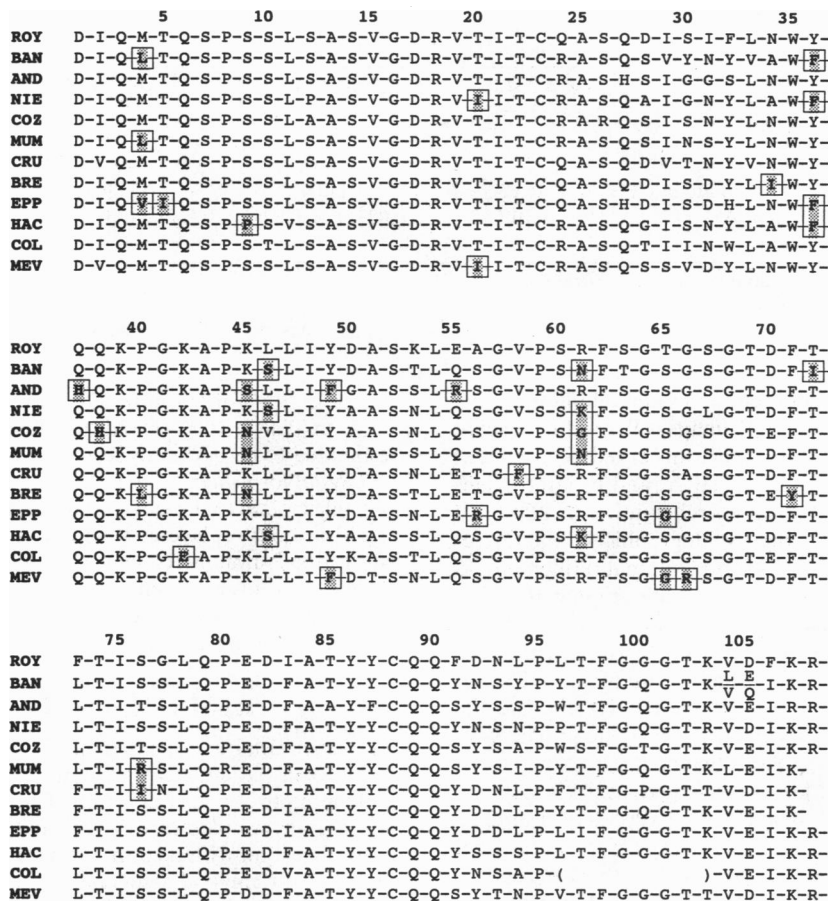 5 10 15 20 25 30 35
ROY D-I-Q-M-T-Q-S-P-S-S-L-S-A-S-V-G-D-R-V-T-I-T-C-Q-A-S-Q-D-I-S-I-F-L-N-W-Y-
BAN D-I-Q-L-T-Q-S-P-S-S-L-S-A-S-V-G-D-R-V-T-I-T-C-R-A-S-Q-S-V-Y-N-Y-V-A-W-F-
AND D-I-Q-M-T-Q-S-P-S-S-L-S-A-S-V-G-D-R-V-T-I-T-C-R-A-S-H-S-I-G-G-S-L-N-W-Y-
NIE D-I-Q-M-T-Q-S-P-S-S-L-P-A-S-V-G-D-R-V-I-I-T-C-R-A-S-Q-A-I-G-N-Y-L-A-W-F-
COZ D-I-Q-M-T-Q-S-P-S-S-L-A-A-S-V-G-D-R-V-T-I-T-C-R-A-R-Q-S-I-S-N-Y-L-N-W-Y-
MUM D-I-Q-L-T-Q-S-P-S-S-L-A-A-S-V-G-D-R-V-T-I-T-C-R-A-S-Q-S-I-N-S-Y-L-N-W-Y-
CRU D-V-Q-M-T-Q-S-P-S-S-L-S-A-S-V-G-D-R-V-T-I-T-C-Q-A-S-Q-D-V-T-N-Y-V-N-W-Y-
BRE D-I-Q-M-T-Q-S-P-S-S-L-S-A-S-V-G-D-R-V-T-I-T-C-Q-A-S-Q-D-I-S-D-Y-L-I-W-Y-
EPP D-I-Q-V-I-Q-S-P-S-S-L-S-A-S-V-G-D-R-V-T-I-T-C-Q-A-S-H-D-I-S-D-H-L-N-W-F-
HAC D-I-Q-M-T-Q-S-P-P-S-V-S-A-S-V-G-D-R-V-T-I-T-C-R-A-S-Q-G-I-S-N-Y-L-A-W-F-
COL D-I-Q-M-T-Q-S-P-S-T-L-S-A-S-V-G-D-R-V-T-I-T-C-R-A-S-Q-T-I-I-N-W-L-A-W-Y-
MEV D-V-Q-M-T-Q-S-P-S-S-L-S-A-S-V-G-D-R-V-I-I-T-C-R-A-S-Q-S-S-V-D-Y-L-N-W-Y-
40 45 50 55 60 65 70
ROY Q-Q-K-P-G-K-A-P-K-L-L-I-Y-D-A-S-K-L-E-A-G-V-P-S-R-F-S-G-T-G-S-G-T-D-F-T-
BAN Q-Q-K-P-G-K-A-P-K-S-L-I-Y-D-A-S-T-L-Q-S-G-V-P-S-N-F-T-G-S-G-S-G-T-D-F-I-
AND H-Q-K-P-G-K-A-P-S-L-L-I-F-G-A-S-S-L-R-S-G-V-P-S-R-F-S-G-S-G-S-G-T-D-F-T-
NIE Q-Q-K-P-G-K-A-P-K-S-L-I-Y-A-A-S-N-L-Q-S-G-V-S-S-K-F-S-G-S-G-L-G-T-D-F-T-
COZ Q-H-K-P-G-K-A-P-N-V-L-I-Y-A-A-S-N-L-Q-S-G-V-P-S-G-F-S-G-S-G-S-G-T-E-F-T-
MUM Q-Q-K-P-G-K-A-P-N-L-L-I-Y-D-A-S-N-L-Q-S-G-V-P-S-N-F-S-G-S-G-S-G-T-D-F-T-
CRU Q-Q-K-P-G-K-A-P-K-L-L-I-Y-D-A-S-N-L-E-T-G-F-P-S-R-F-S-G-S-A-S-G-T-D-F-T-
BRE Q-Q-K-L-G-K-A-P-N-L-L-I-Y-D-A-S-T-L-E-T-G-V-P-S-R-F-S-G-S-G-S-G-T-E-Y-T-
EPP Q-Q-K-P-G-K-A-P-K-L-L-I-Y-D-A-S-N-L-E-R-G-V-P-S-R-F-S-G-G-G-S-G-T-D-F-T-
HAC Q-Q-K-P-G-K-A-P-K-S-L-I-Y-A-A-S-S-L-Q-S-G-V-P-S-K-F-S-G-S-G-S-G-T-D-F-T-
COL Q-Q-K-P-G-E-A-P-K-L-L-I-Y-K-A-S-T-L-E-S-G-V-P-S-R-F-S-G-S-G-S-G-T-E-F-T-
MEV Q-Q-K-P-G-K-A-P-K-L-L-I-F-D-T-S-N-L-Q-S-G-V-P-S-R-F-S-G-G-R-S-G-T-D-F-T-
75 80 85 90 95 100 105
ROY F-T-I-S-G-L-Q-P-E-D-I-A-T-Y-Y-C-Q-Q-F-D-N-L-P-L-T-F-G-G-G-T-K-V-D-F-K-R-
L E
BAN L-T-I-S-S-L-Q-P-E-D-F-A-T-Y-Y-C-Q-Q-Y-N-S-Y-P-Y-T-F-G-Q-G-T-K- I-K-R-
V Q
AND L-T-T-S-S-L-Q-P-E-D-F-A-A-Y-F-C-Q-Q-S-Y-S-S-P-W-T-F-G-Q-G-T-K-V-E-I-R-R-
NIE L-T-I-S-S-L-Q-P-E-D-F-A-T-Y-Y-C-Q-Q-Y-N-S-N-P-P-T-F-G-Q-G-T-R-V-D-I-K-R-
COZ L-T-I-T-S-L-Q-P-E-D-F-A-T-Y-Y-C-Q-Q-S-Y-S-A-P-W-S-F-G-T-G-T-K-V-E-I-K-R-
MUM L-T-I-R-S-L-Q-R-E-D-F-A-T-Y-Y-C-Q-Q-S-Y-S-I-P-Y-T-F-G-Q-G-T-K-L-E-I-K-
CRU F-T-I-I-N-L-Q-P-E-D-I-A-T-Y-Y-C-Q-Q-Y-D-N-L-P-F-T-F-G-P-G-T-T-V-D-I-K-
BRE F-T-I-S-S-L-Q-P-E-D-I-A-T-Y-Y-C-Q-Q-Y-D-D-L-P-Y-T-F-G-Q-G-T-K-V-E-I-K-
EPP F-T-I-S-S-L-Q-P-E-D-I-A-T-Y-Y-C-Q-Q-Y-D-D-L-P-L-I-F-G-G-G-T-K-V-E-I-K-R-
HAC L-T-I-S-S-L-Q-P-E-D-F-A-T-Y-Y-C-Q-Q-Y-S-S-S-P-L-T-F-G-G-G-T-K-V-E-I-K-R-
COL L-T-I-S-S-L-Q-P-E-D-V-A-T-Y-Y-C-Q-Q-Y-N-S-A-P-( )-V-E-I-K-R-
MEV L-T-I-S-S-L-Q-P-D-D-F-A-T-Y-Y-C-Q-Q-S-Y-T-N-P-V-T-F-G-G-G-T-T-V-D-I-K-R-